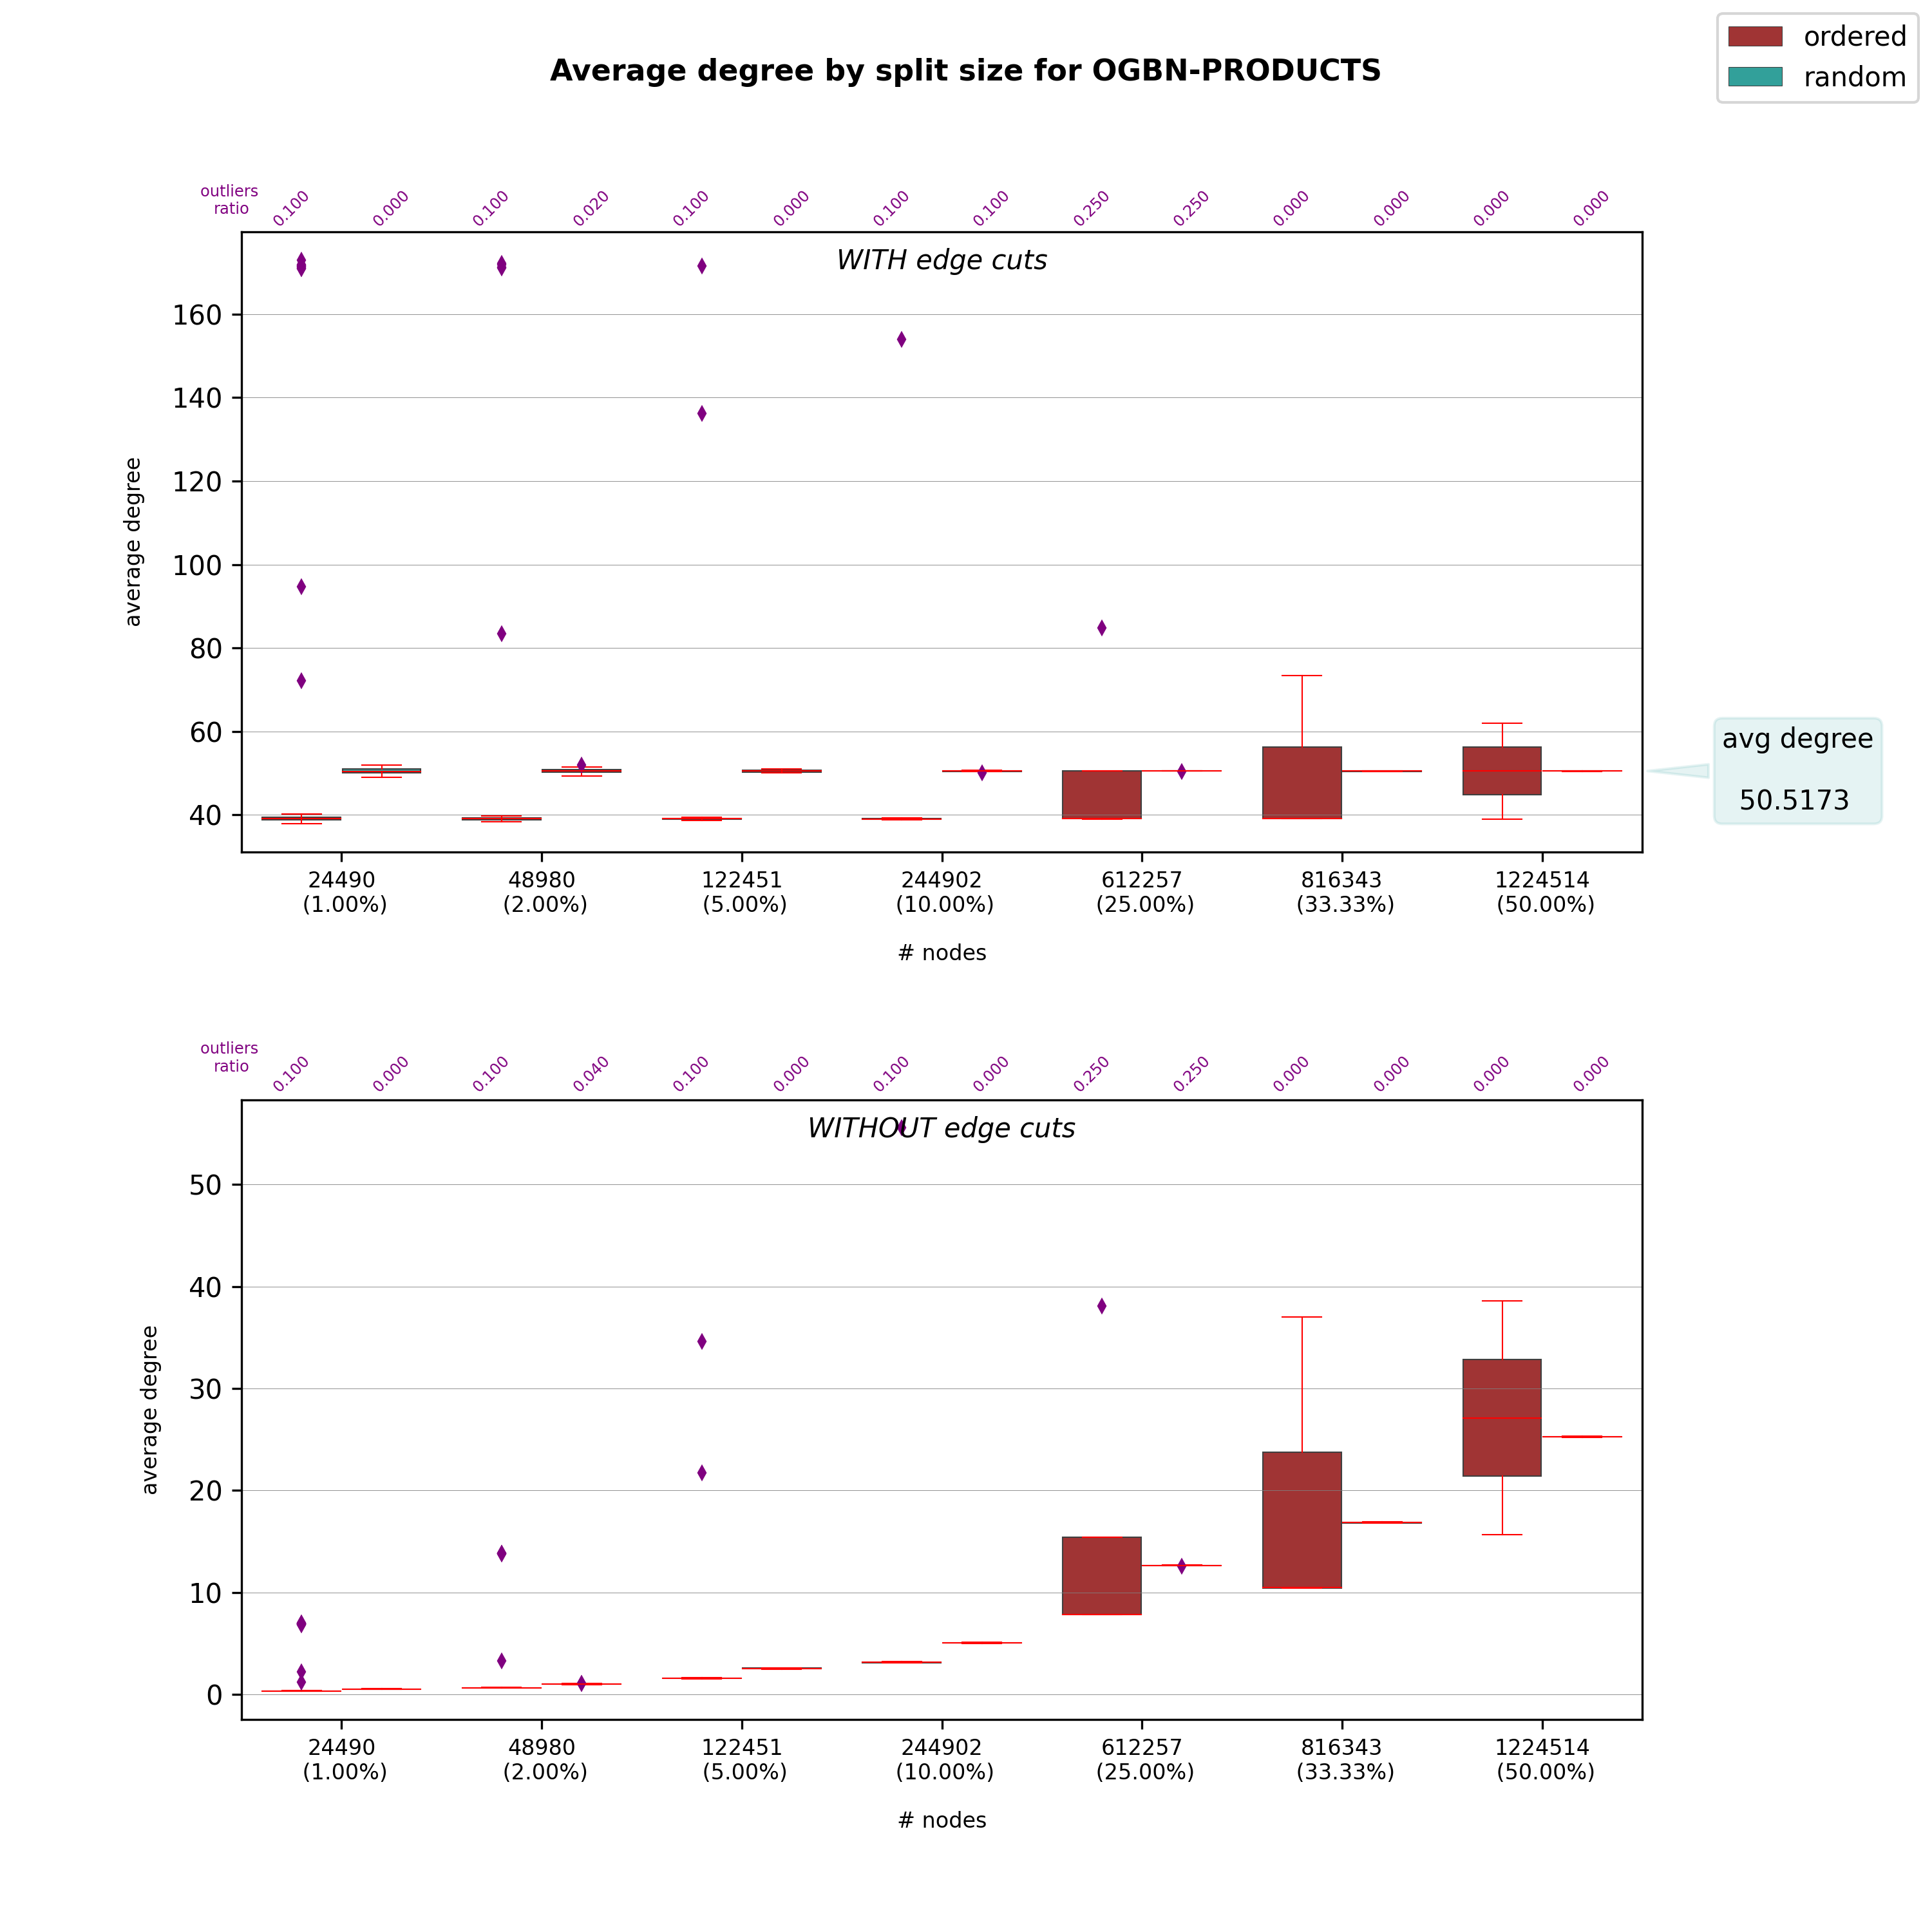 ordered
random
Average degree by split size for OGBN-PRODUCTS
outliers
ratio
0.100 0.000 0.100 0.020 0.100 0.000 0.100 0.100 0.250 0.250 0.000 0.000 0.000 0.000
WITH edge cuts
160
140
120
100
80
60
40
average degree
avg degree
50.5173
24490 48980 122451 244902 612257 816343 1224514
(1.00%) (2.00%) (5.00%) (10.00%) (25.00%) (33.33%) (50.00%)
# nodes
outliers
ratio
0.100 0.000 0.100 0.040 0.100 0.000 0.100 0.000 0.250 0.250 0.000 0.000 0.000 0.000
WITHOUT edge cuts
50
40
30
20
10
0
average degree
24490 48980 122451 244902 612257 816343 1224514
(1.00%) (2.00%) (5.00%) (10.00%) (25.00%) (33.33%) (50.00%)
# nodes